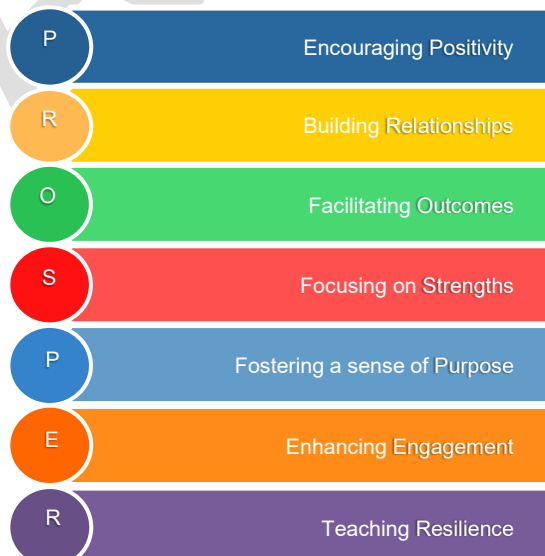 P Encouraging Positivity
R Building Relationships
O Facilitating Outcomes
S Focusing on Strengths
P Fostering a sense of Purpose
E Enhancing Engagement
R Teaching Resilience